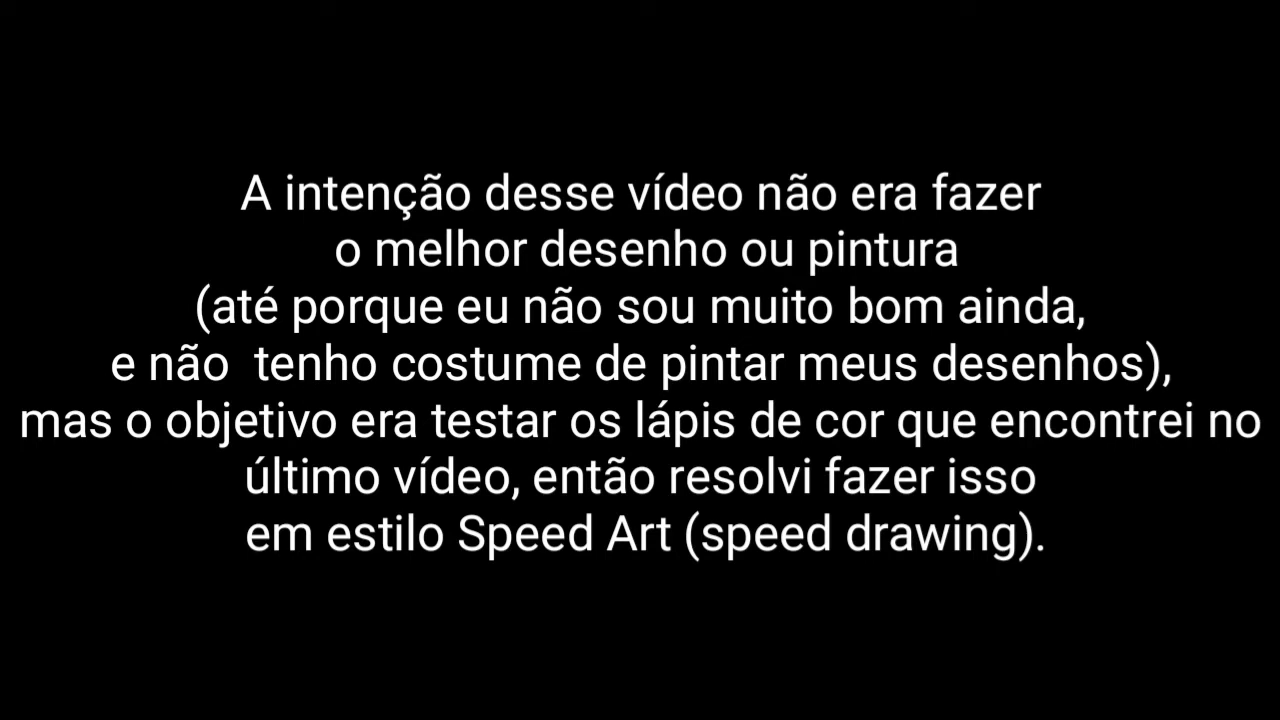 A intenção desse vídeo não era fazer
o melhor desenho ou pintura
(até porque eu não sou muito bom ainda,
e não  tenho costume de pintar meus desenhos),
mas o objetivo era testar os lápis de cor que encontrei no
último vídeo, então resolvi fazer isso
em estilo Speed Art (speed drawing).